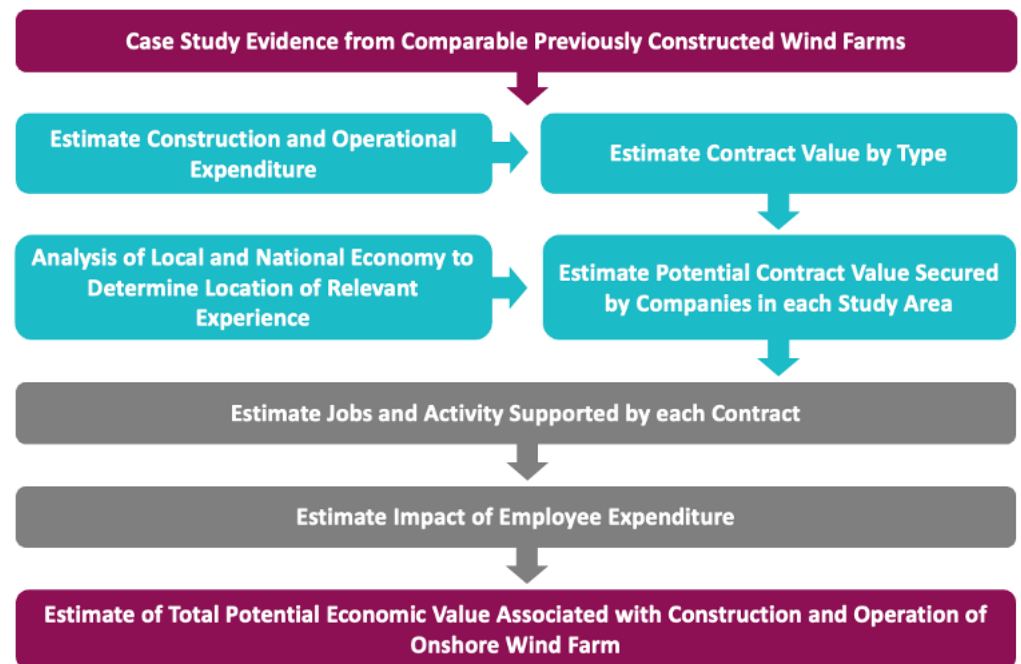 Case Study Evidence from Comparable Previously Constructed Wind Farms
Estimate Construction and Operational
Expenditure
Estimate Contract Value by Type
Analysis of Local and National Economy to
Determine Location of Relevant
Experience
Estimate Potential Contract Value Secured
by Companies in each Study Area
Estimate Jobs and Activity Supported by each Contract
Estimate Impact of Employee Expenditure
Estimate of Total Potential Economic Value Associated with Construction and Operation of
Onshore Wind Farm